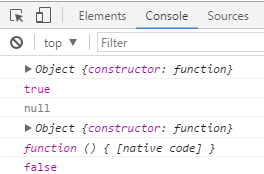 Elements Console Sources
top Filter
Object {constructor: function}
true
null
Object {constructor: function}
function () { [native code] }
false